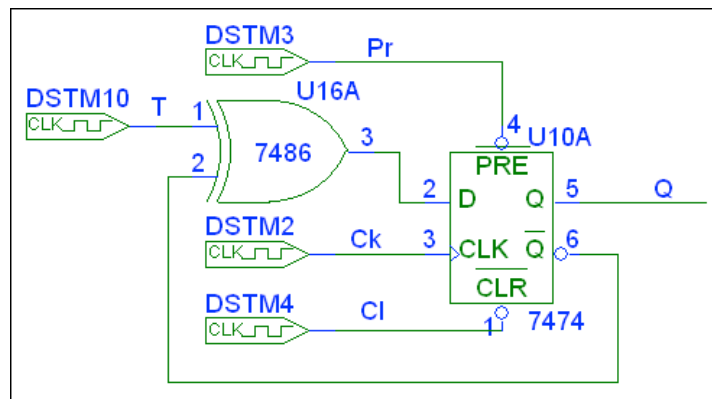 DSTM3
CLK
Pr
DSTM10
CLK
T
1
2
U16A
7486
3
4
U10A
PRE
2
D
Q
5
Q
DSTM2
CLK
Ck
3
CLK
Q
6
DSTM4
CLK
Cl
CLR
1
7474